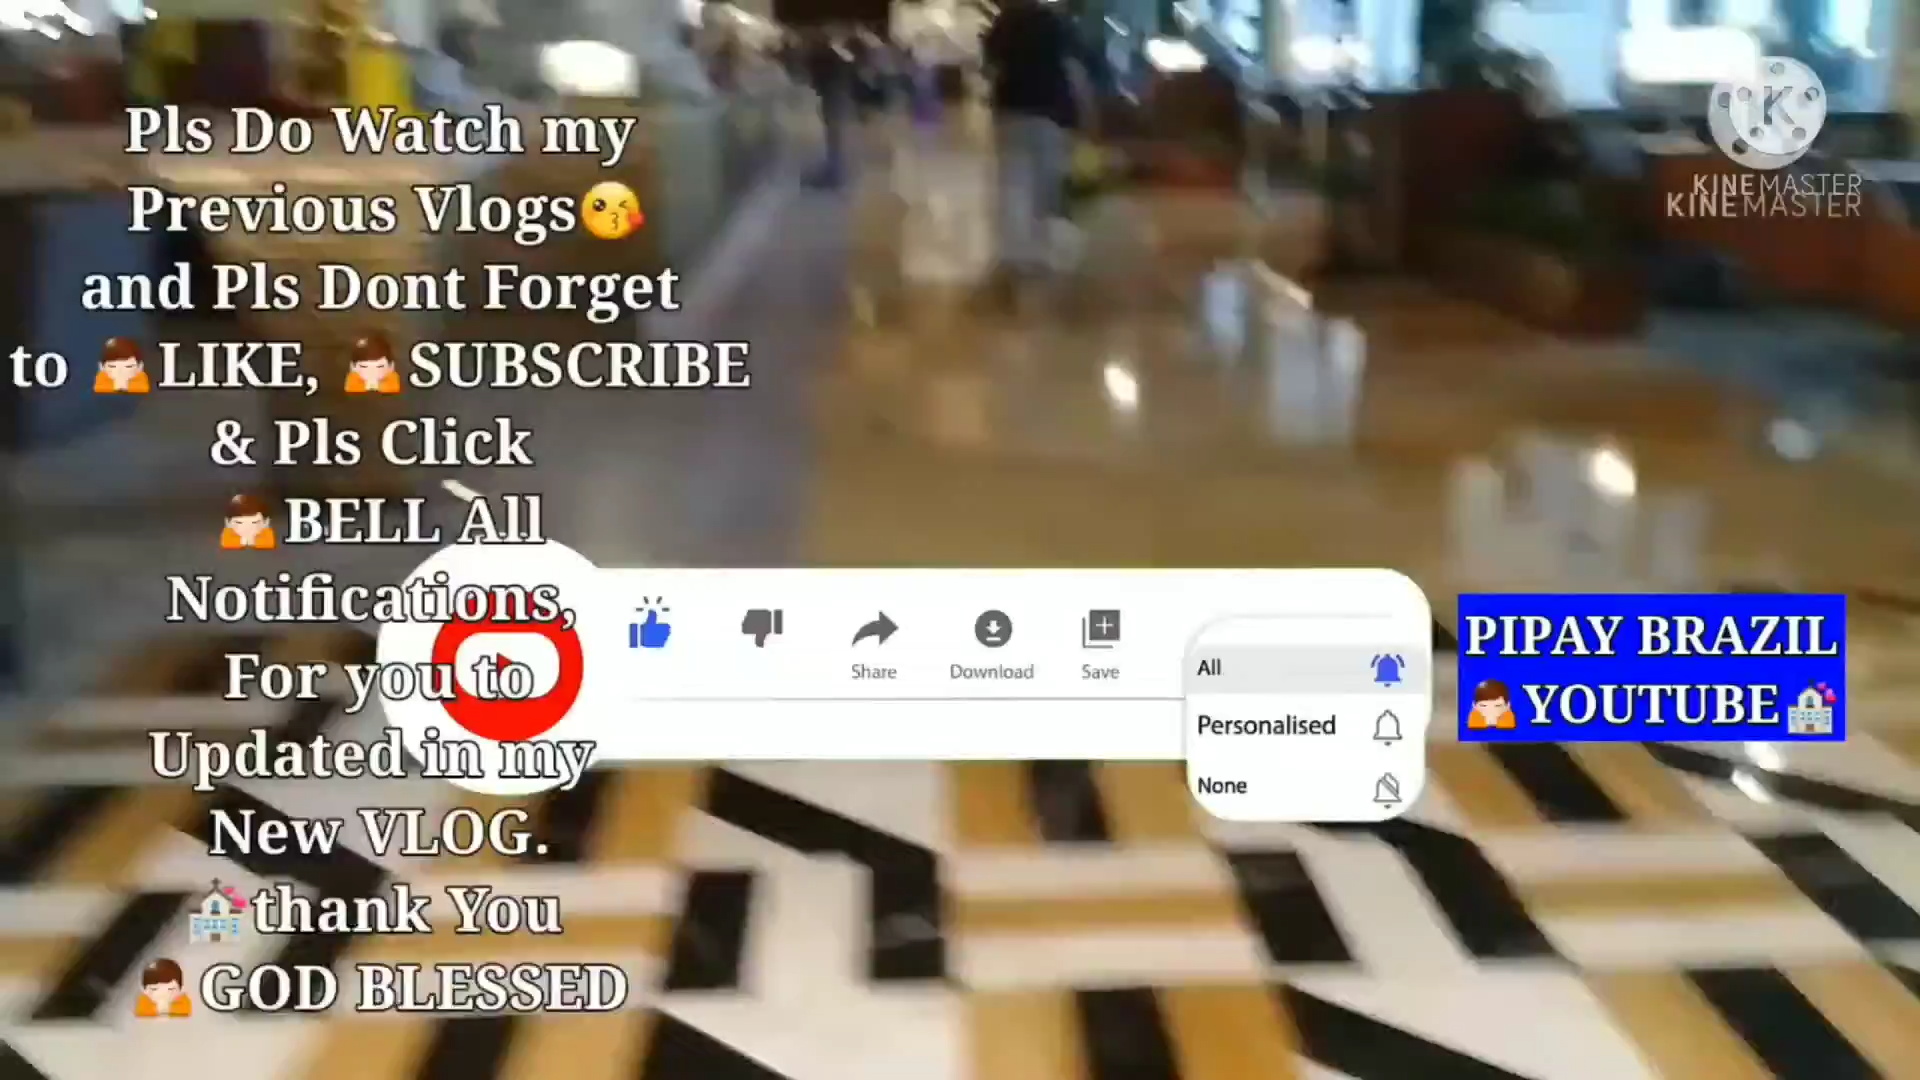 Pls Do Watch my
Previous Vlogs😘
and Pls Dont Forget
to 🙏LIKE, 🙏SUBSCRIBE
& Pls Click
🙏BELL All
Notifications,
For you to
Updated in my
New VLOG.
💒thank You
🙏GOD BLESSED
Share
Download
Save
All
Personalised
None
PIPAY BRAZIL
🙏YOUTUBE💒
K
KINEMASTER
KINEMASTER